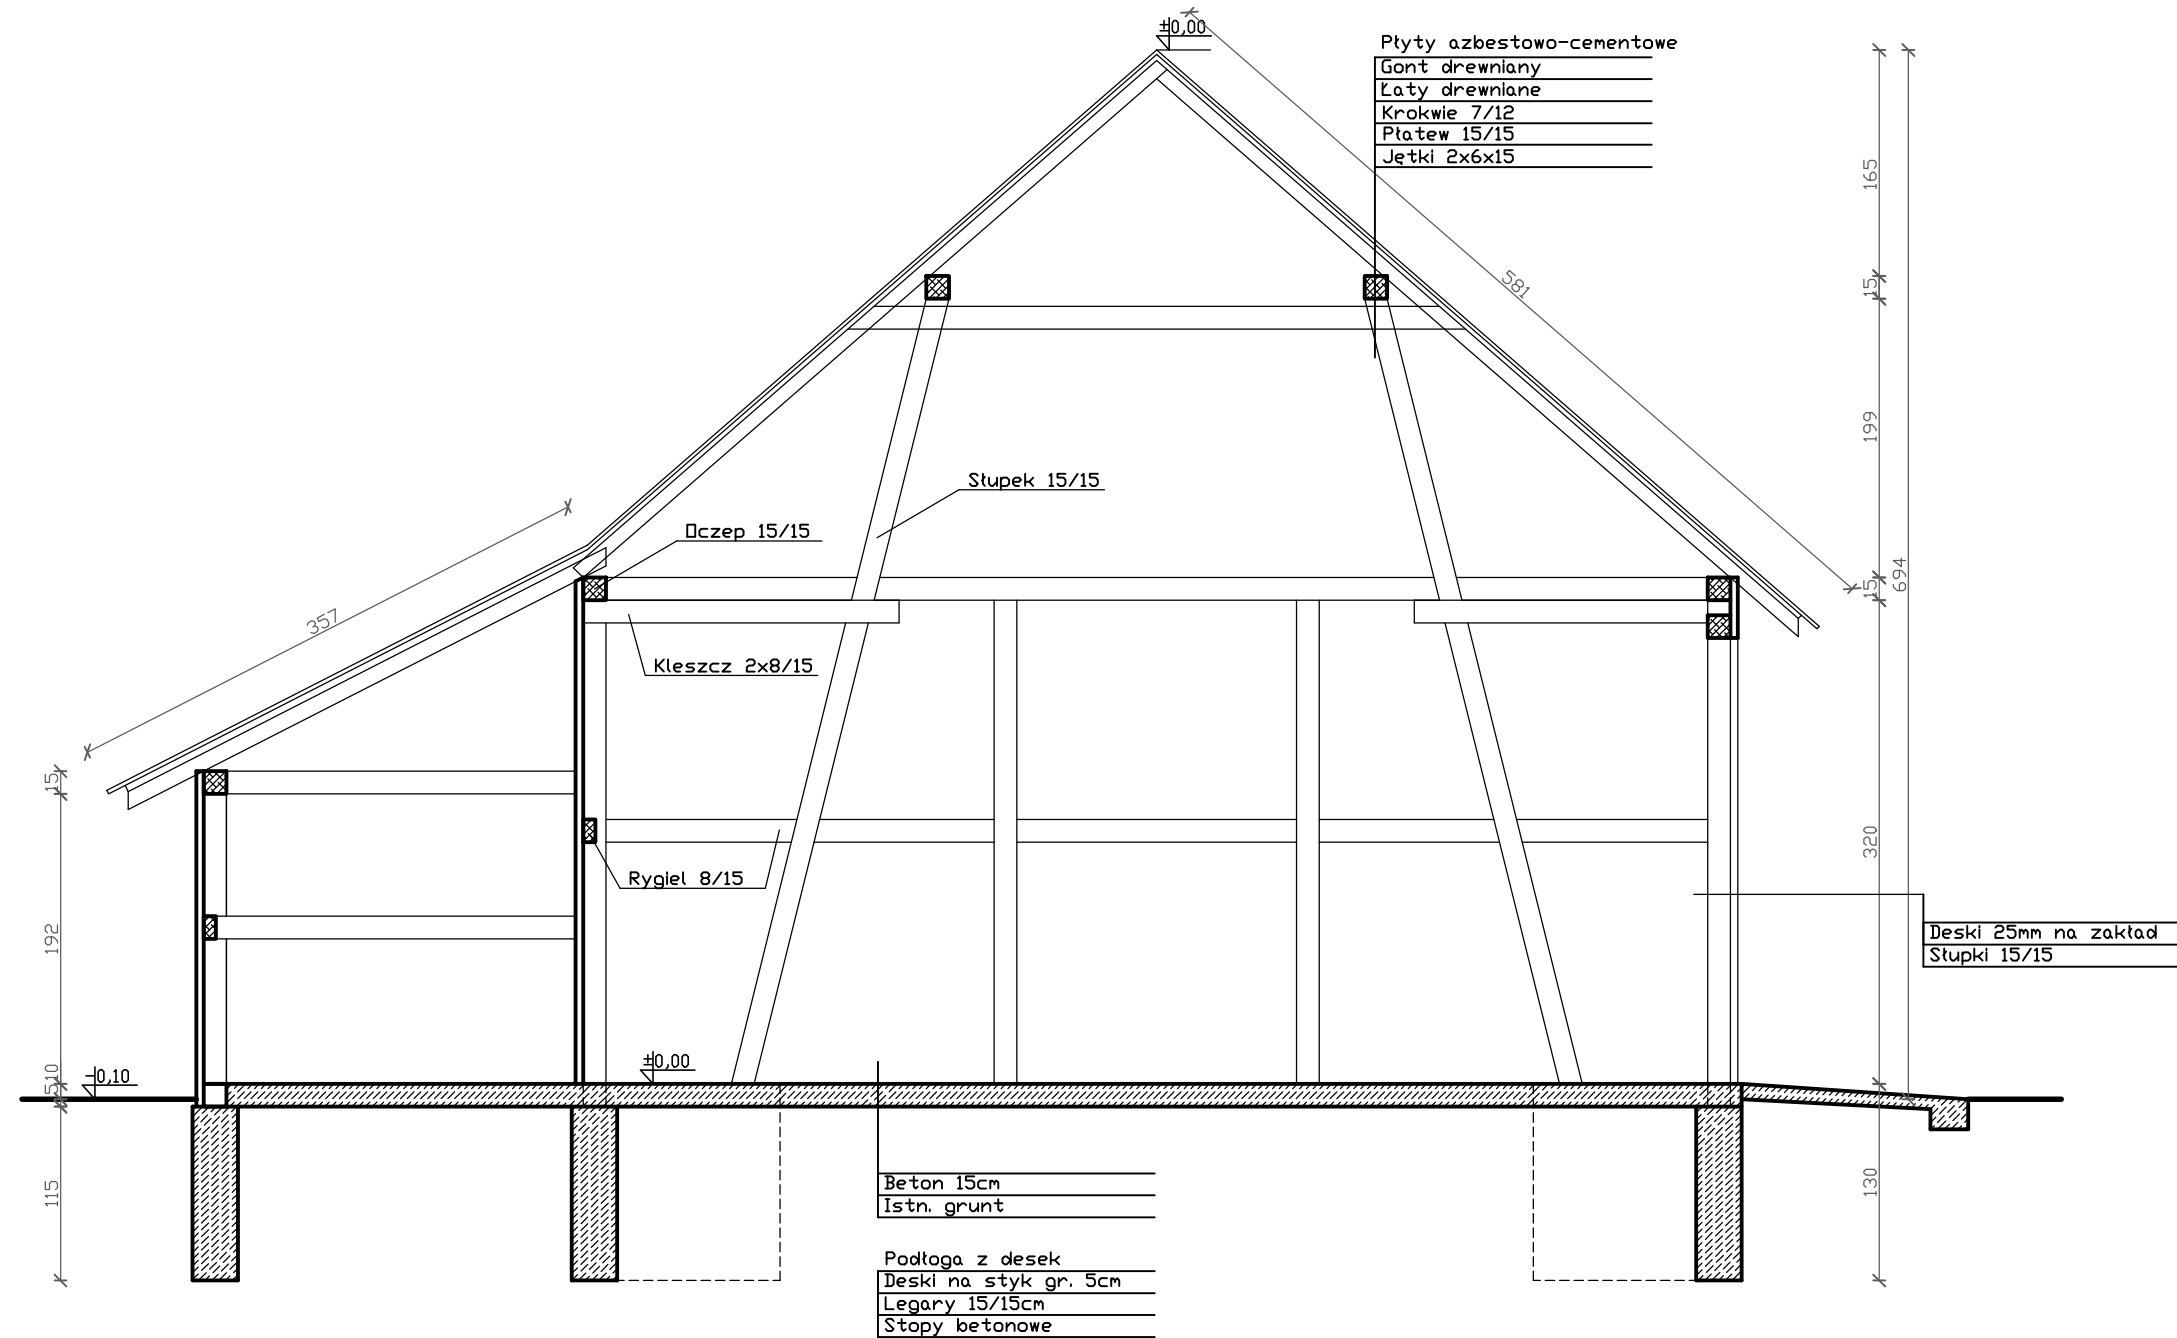 ±0,00
Płyty azbestowo-cementowe
Gont drewniany
Łaty drewniane
Krokwie 7/12
Płatew 15/15
Jętki 2x6x15
165
15
581
199
Słupek 15/15
Oczep 15/15
15
694
357
Kleszcz 2x8/15
15
320
Rygiel 8/15
192
Deski 25mm na zakład
Słupki 15/15
±0,00
-0,10
10
5
115
130
Beton 15cm
Istn. grunt
Podłoga z desek
Deski na styk gr. 5cm
Legary 15/15cm
Stopy betonowe